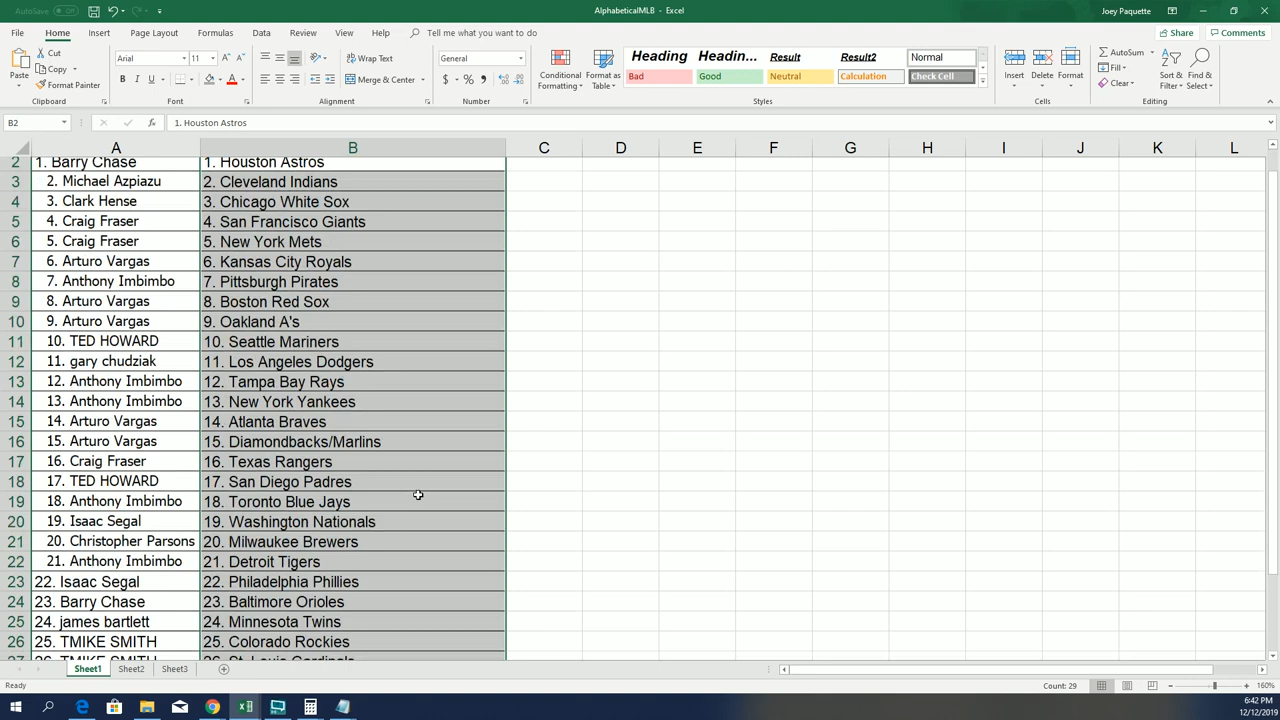 AutoSave Off
AlphabeticalMLB - Excel
Joey Paquette
File Home Insert Page Layout Formulas Data Review View Help Tell me what you want to do
Share Comments
Paste
Cut
Copy
Format Painter
Arial 11
B I U
Wrap Text
Merge & Center
General
Conditional Formatting
Format as Table
Heading Headin... Result Result2 Normal
Bad Good Neutral Calculation Check Cell
Insert Delete Format
AutoSum
Fill
Clear
Sort & Filter
Find & Select
Clipboard Font Alignment Number Styles Cells Editing
B2 fx 1. Houston Astros
A B C D E F G H I J K L
2 1. Barry Chase 1. Houston Astros
3 2. Michael Azpiazu 2. Cleveland Indians
4 3. Clark Hense 3. Chicago White Sox
5 4. Craig Fraser 4. San Francisco Giants
6 5. Craig Fraser 5. New York Mets
7 6. Arturo Vargas 6. Kansas City Royals
8 7. Anthony Imbimbo 7. Pittsburgh Pirates
9 8. Arturo Vargas 8. Boston Red Sox
10 9. Arturo Vargas 9. Oakland A's
11 10. TED HOWARD 10. Seattle Mariners
12 11. gary chudziak 11. Los Angeles Dodgers
13 12. Anthony Imbimbo 12. Tampa Bay Rays
14 13. Anthony Imbimbo 13. New York Yankees
15 14. Arturo Vargas 14. Atlanta Braves
16 15. Arturo Vargas 15. Diamondbacks/Marlins
17 16. Craig Fraser 16. Texas Rangers
18 17. TED HOWARD 17. San Diego Padres
19 18. Anthony Imbimbo 18. Toronto Blue Jays
20 19. Isaac Segal 19. Washington Nationals
21 20. Christopher Parsons 20. Milwaukee Brewers
22 21. Anthony Imbimbo 21. Detroit Tigers
23 22. Isaac Segal 22. Philadelphia Phillies
24 23. Barry Chase 23. Baltimore Orioles
25 24. james bartlett 24. Minnesota Twins
26 25. TMIKE SMITH 25. Colorado Rockies
27 26. TMIKE SMITH 26. St. Louis Cardinals
Sheet1 Sheet2 Sheet3
Ready
Count: 29
160%
6:42 PM
12/12/2019